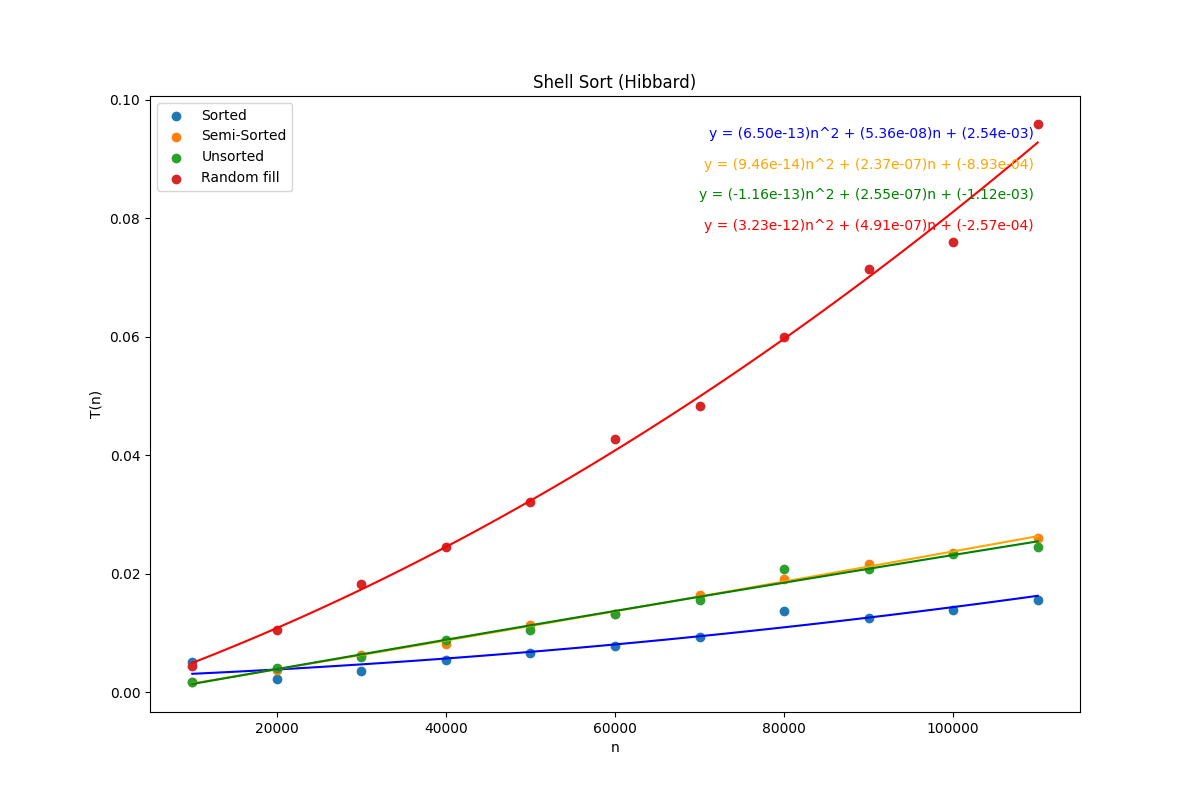 Shell Sort (Hibbard)
Sorted
Semi-Sorted
Unsorted
Random fill
y = (6.50e-13)n^2 + (5.36e-08)n + (2.54e-03)
y = (9.46e-14)n^2 + (2.37e-07)n + (-8.93e-04)
y = (-1.16e-13)n^2 + (2.55e-07)n + (-1.12e-03)
y = (3.23e-12)n^2 + (4.91e-07)n + (-2.57e-04)
0.10
0.08
0.06
0.04
0.02
0.00
T(n)
20000 40000 60000 80000 100000
n